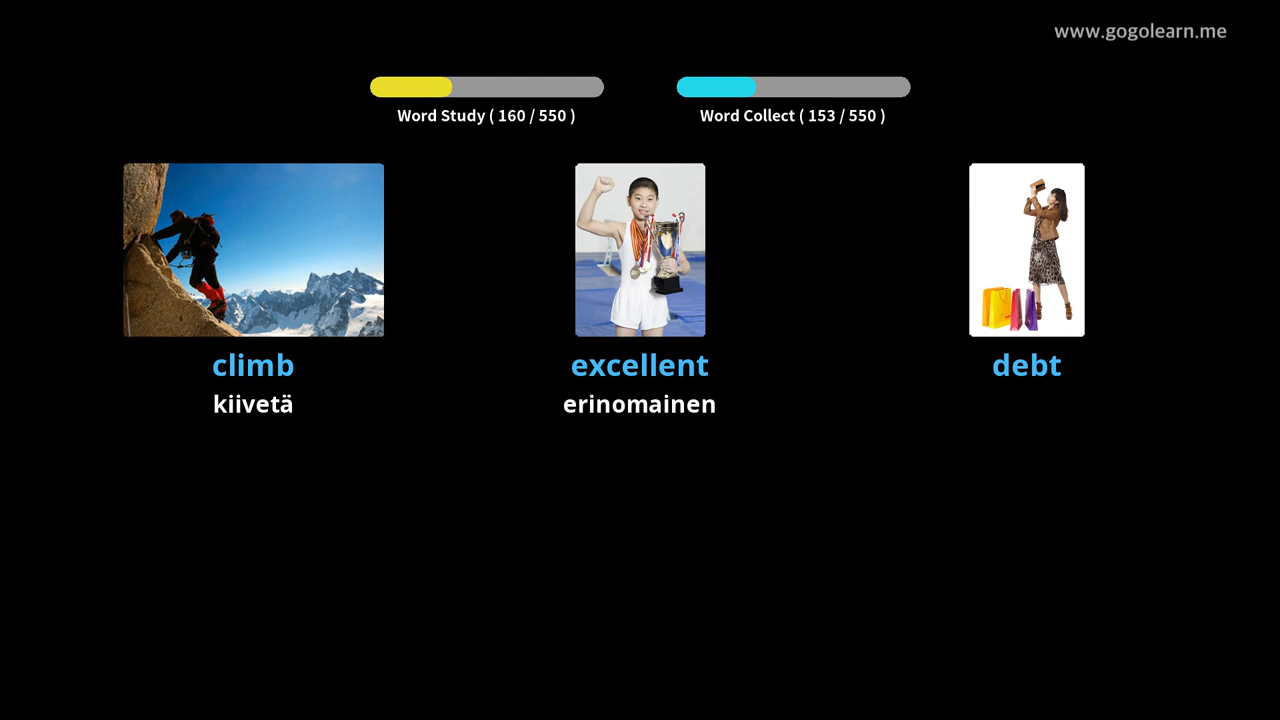 www.gogolearn.me
Word Study ( 160 / 550 )
Word Collect ( 153 / 550 )
climb
kiivetä
excellent
erinomainen
debt